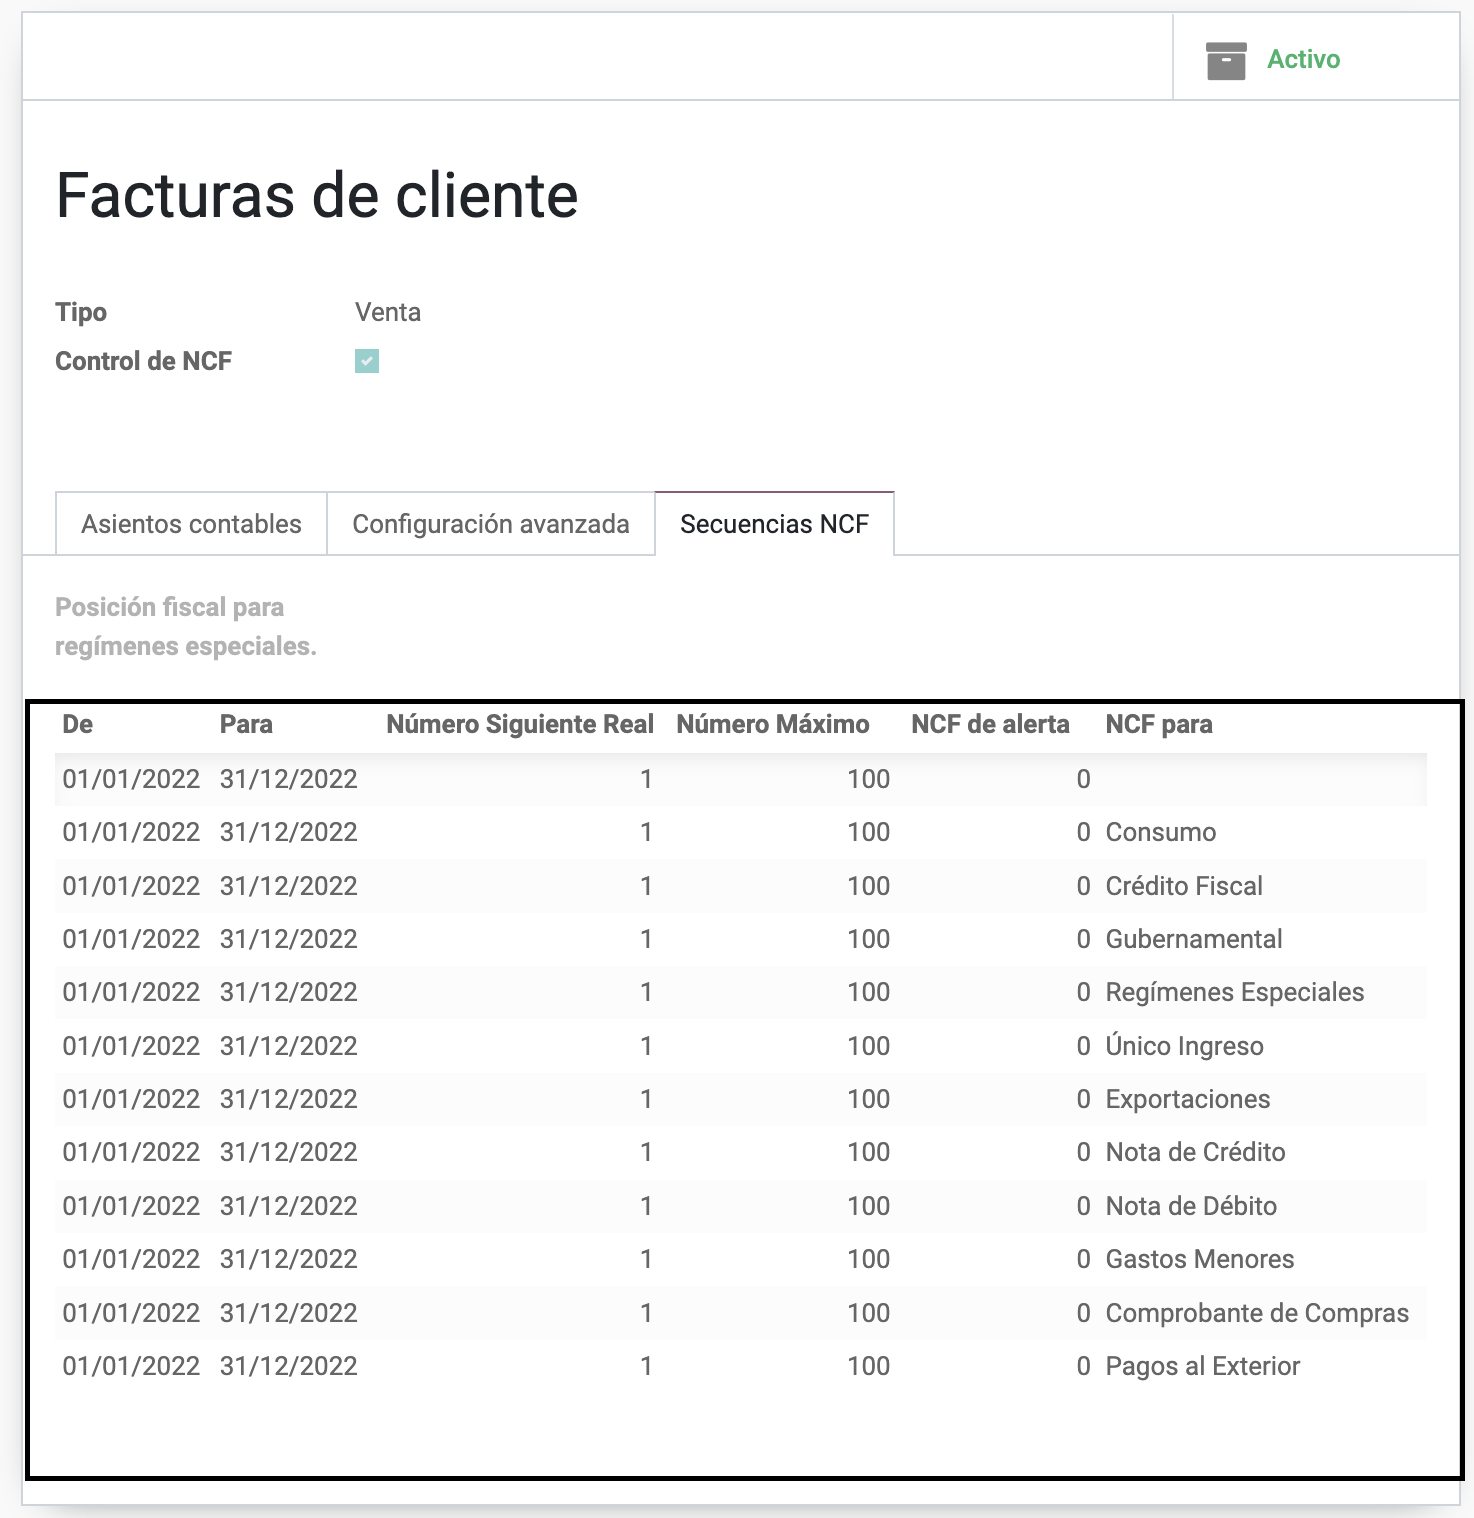 Activo
Facturas de cliente
Tipo Venta
Control de NCF
Asientos contables Configuración avanzada Secuencias NCF
Posición fiscal para
regímenes especiales.
De Para Número Siguiente Real Número Máximo NCF de alerta NCF para
01/01/2022 31/12/2022 1 100 0
01/01/2022 31/12/2022 1 100 0 Consumo
01/01/2022 31/12/2022 1 100 0 Crédito Fiscal
01/01/2022 31/12/2022 1 100 0 Gubernamental
01/01/2022 31/12/2022 1 100 0 Regímenes Especiales
01/01/2022 31/12/2022 1 100 0 Único Ingreso
01/01/2022 31/12/2022 1 100 0 Exportaciones
01/01/2022 31/12/2022 1 100 0 Nota de Crédito
01/01/2022 31/12/2022 1 100 0 Nota de Débito
01/01/2022 31/12/2022 1 100 0 Gastos Menores
01/01/2022 31/12/2022 1 100 0 Comprobante de Compras
01/01/2022 31/12/2022 1 100 0 Pagos al Exterior